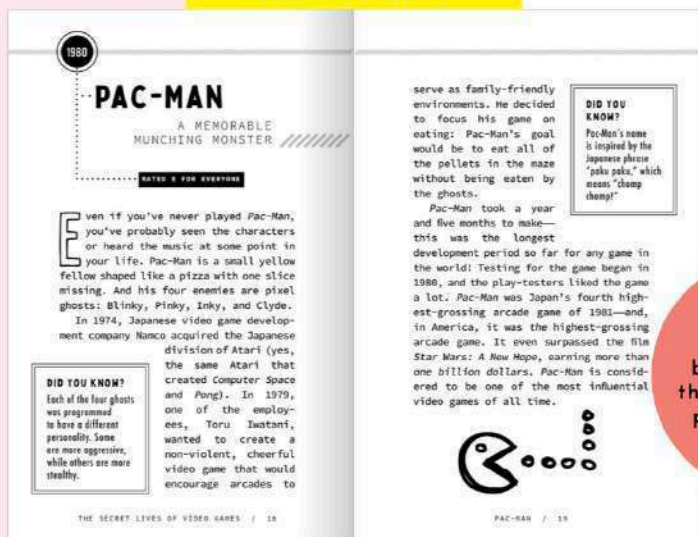 1980
PAC-MAN
A MEMORABLE
MUNCHING MONSTER
RATED E FOR EVERYONE
Even if you've never played Pac-Man,
you've probably seen the characters
or heard the music at some point in
your life. Pac-Man is a small yellow
fellow shaped like a pizza with one slice
missing. And his four enemies are pixel
ghosts: Blinky, Pinky, Inky, and Clyde.
In 1974, Japanese video game develop-
ment company Namco acquired the Japanese
division of Atari (yes,
the same Atari that
created Computer Space
and Pong). In 1979,
one of the employ-
ees, Toru Iwatani,
wanted to create a
non-violent, cheerful
video game that would
encourage arcades to
DID YOU KNOW?
Each of the four ghosts
was programmed
to have a different
personality. Some
are more aggressive,
while others are more
stealthy.
THE SECRET LIVES OF VIDEO GAMES / 18
serve as family-friendly
environments. He decided
to focus his game on
eating: Pac-Man's goal
would be to eat all of
the pellets in the maze
without being eaten by
the ghosts.
Pac-Man took a year
and five months to make—
this was the longest
development period so far for any game in
the world! Testing for the game began in
1980, and the play-testers liked the game
a lot. Pac-Man was Japan's fourth high-
est-grossing arcade game of 1981—and,
in America, it was the highest-grossing
arcade game. It even surpassed the film
Star Wars: A New Hope, earning more than
one billion dollars. Pac-Man is consid-
ered to be one of the most influential
video games of all time.
DID YOU
KNOW?
Pac-Man's name
is inspired by the
Japanese phrase
"paku paku," which
means "chomp
chomp!"
PAC-MAN / 19